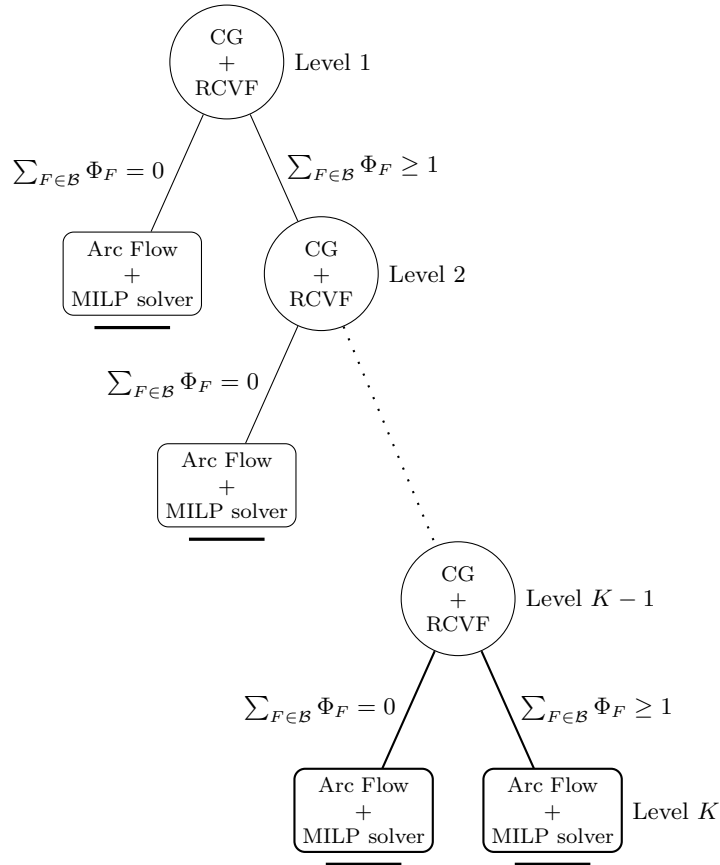 CG
+
RCVF
Level 1
∑_{F∈ℬ} Φ_F = 0
∑_{F∈ℬ} Φ_F ≥ 1
Arc Flow
+
MILP solver
CG
+
RCVF
Level 2
∑_{F∈ℬ} Φ_F = 0
Arc Flow
+
MILP solver
CG
+
RCVF
Level K − 1
∑_{F∈ℬ} Φ_F = 0
∑_{F∈ℬ} Φ_F ≥ 1
Arc Flow
+
MILP solver
Arc Flow
+
MILP solver
Level K